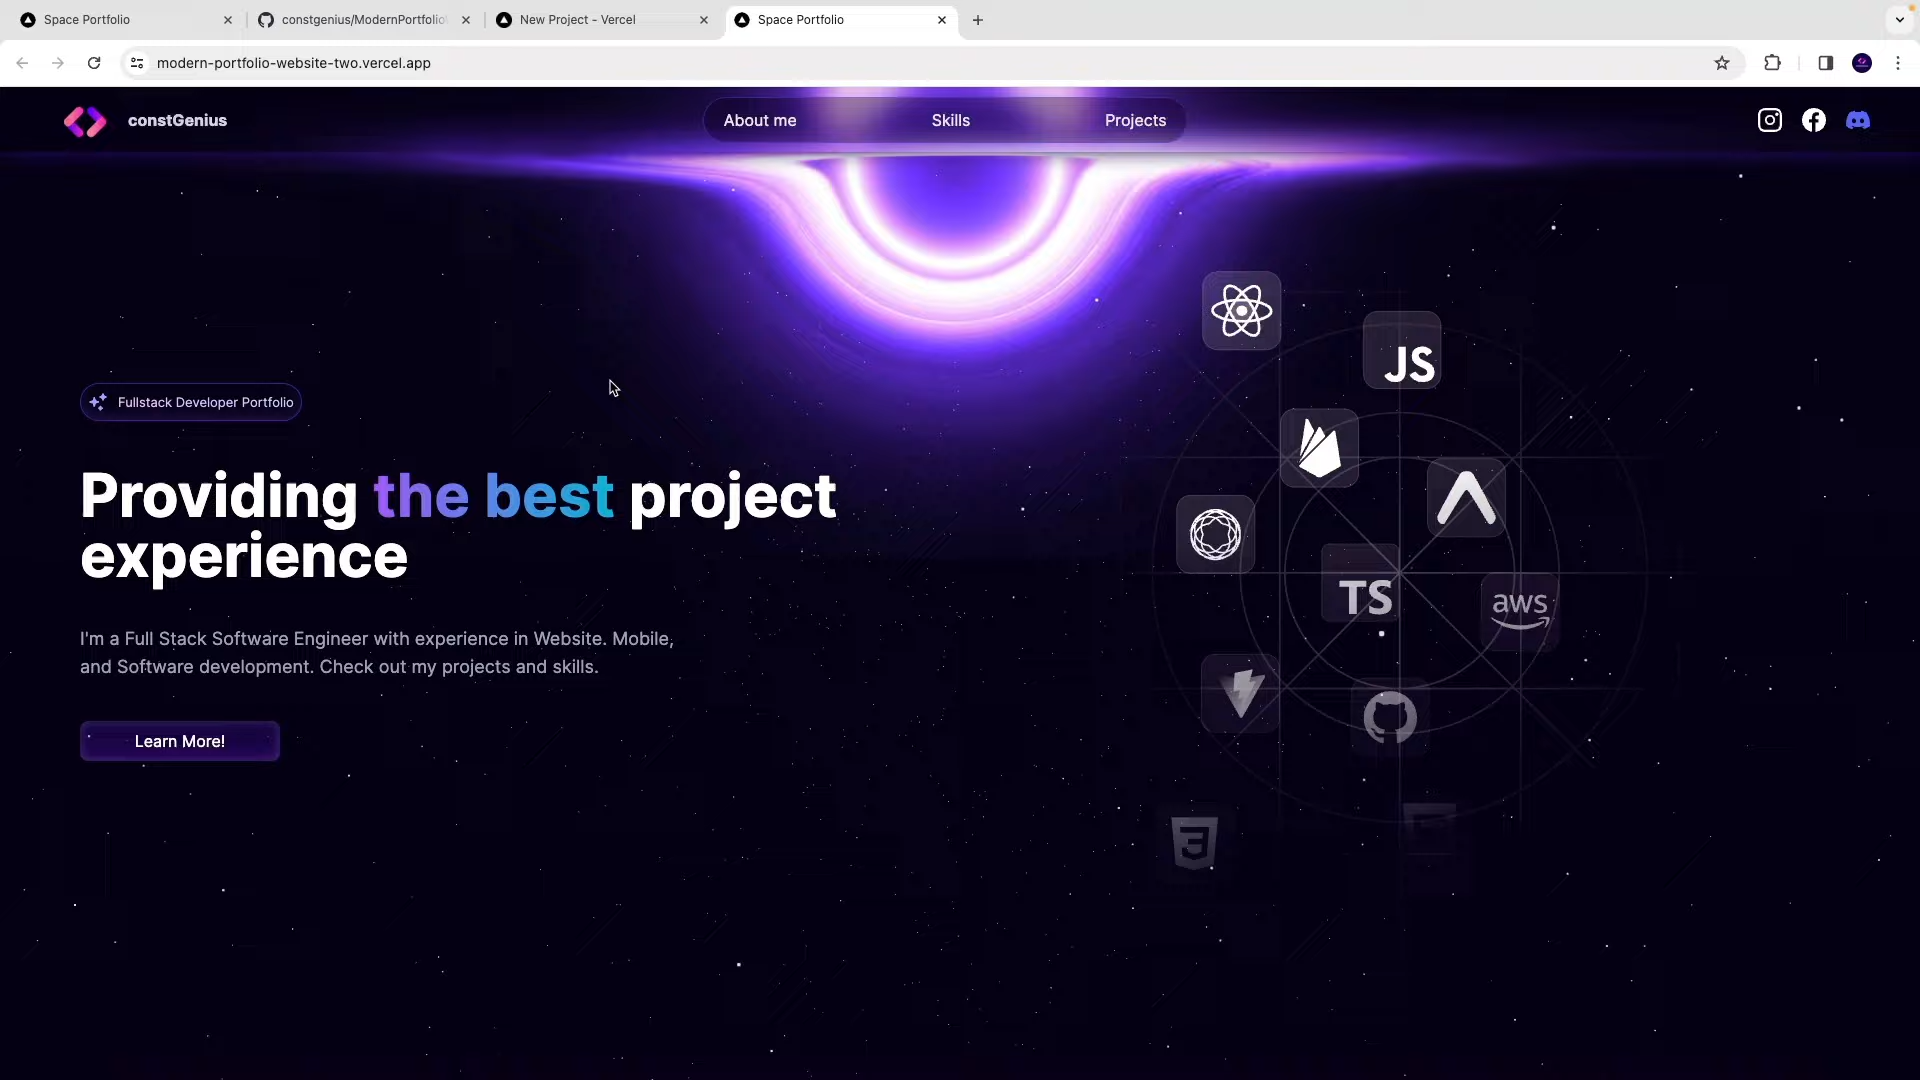 Space Portfolio
constgenius/ModernPortfolio
New Project - Vercel
Space Portfolio
modern-portfolio-website-two.vercel.app
constGenius
About me
Skills
Projects
JS
Fullstack Developer Portfolio
Providing the best project
experience
TS
aws
I'm a Full Stack Software Engineer with experience in Website. Mobile,
and Software development. Check out my projects and skills.
Learn More!
3